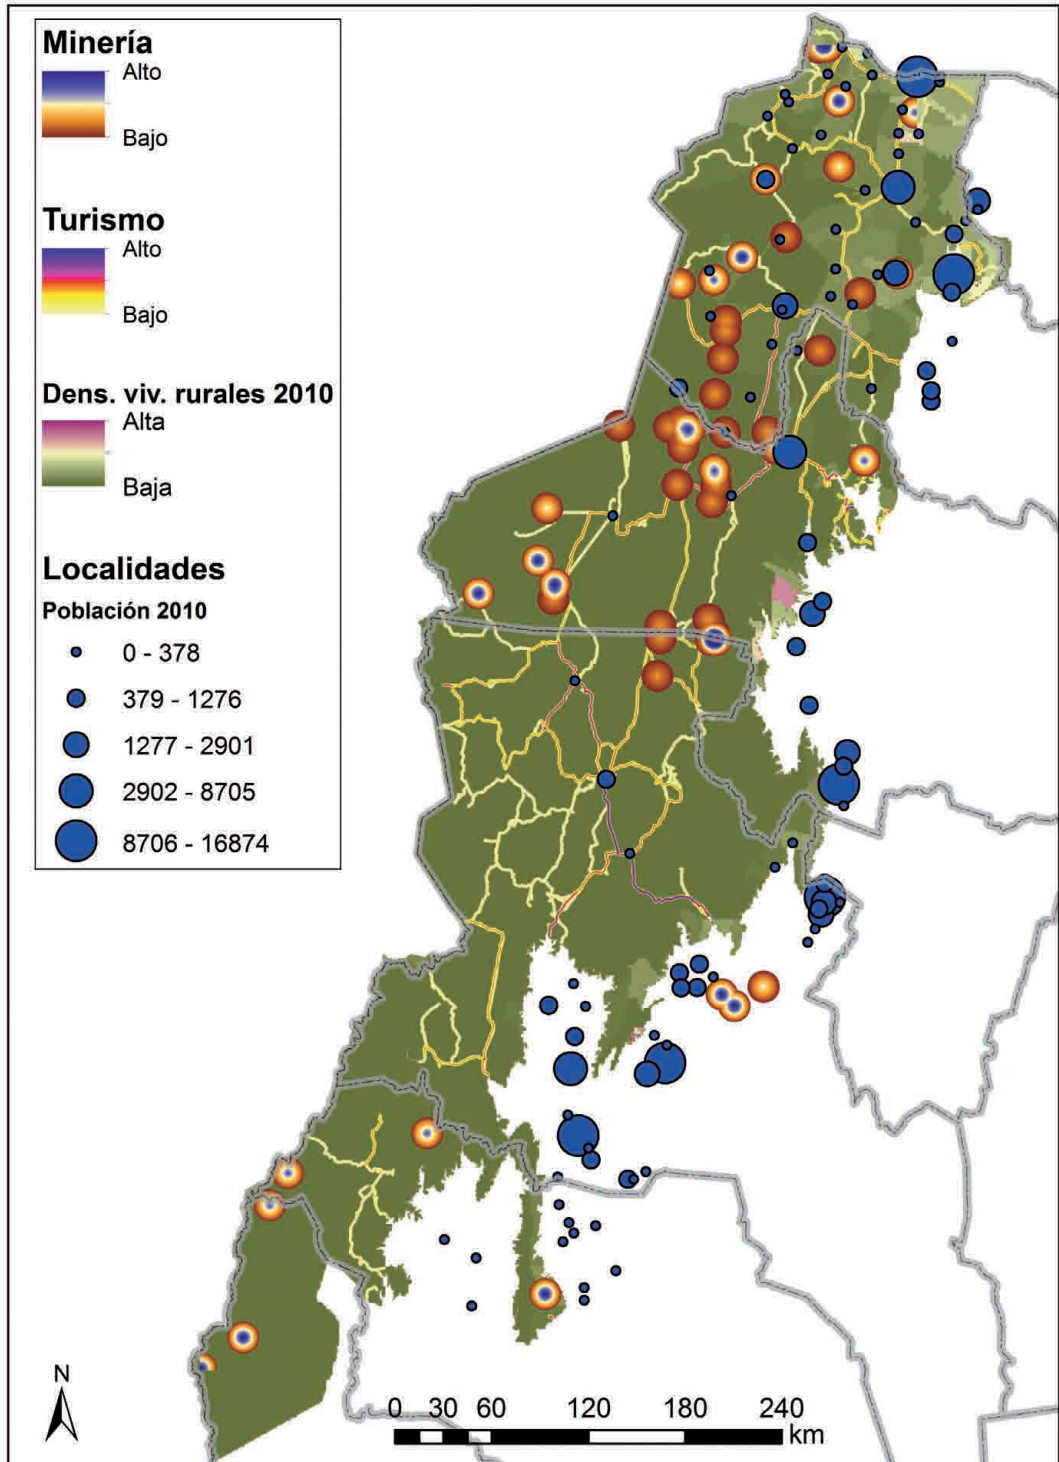 Minería
Alto
Bajo
Turismo
Alto
Bajo
Dens. viv. rurales 2010
Alta
Baja
Localidades
Población 2010
0 - 378
379 - 1276
1277 - 2901
2902 - 8705
8706 - 16874
N
0 30 60 120 180 240
km